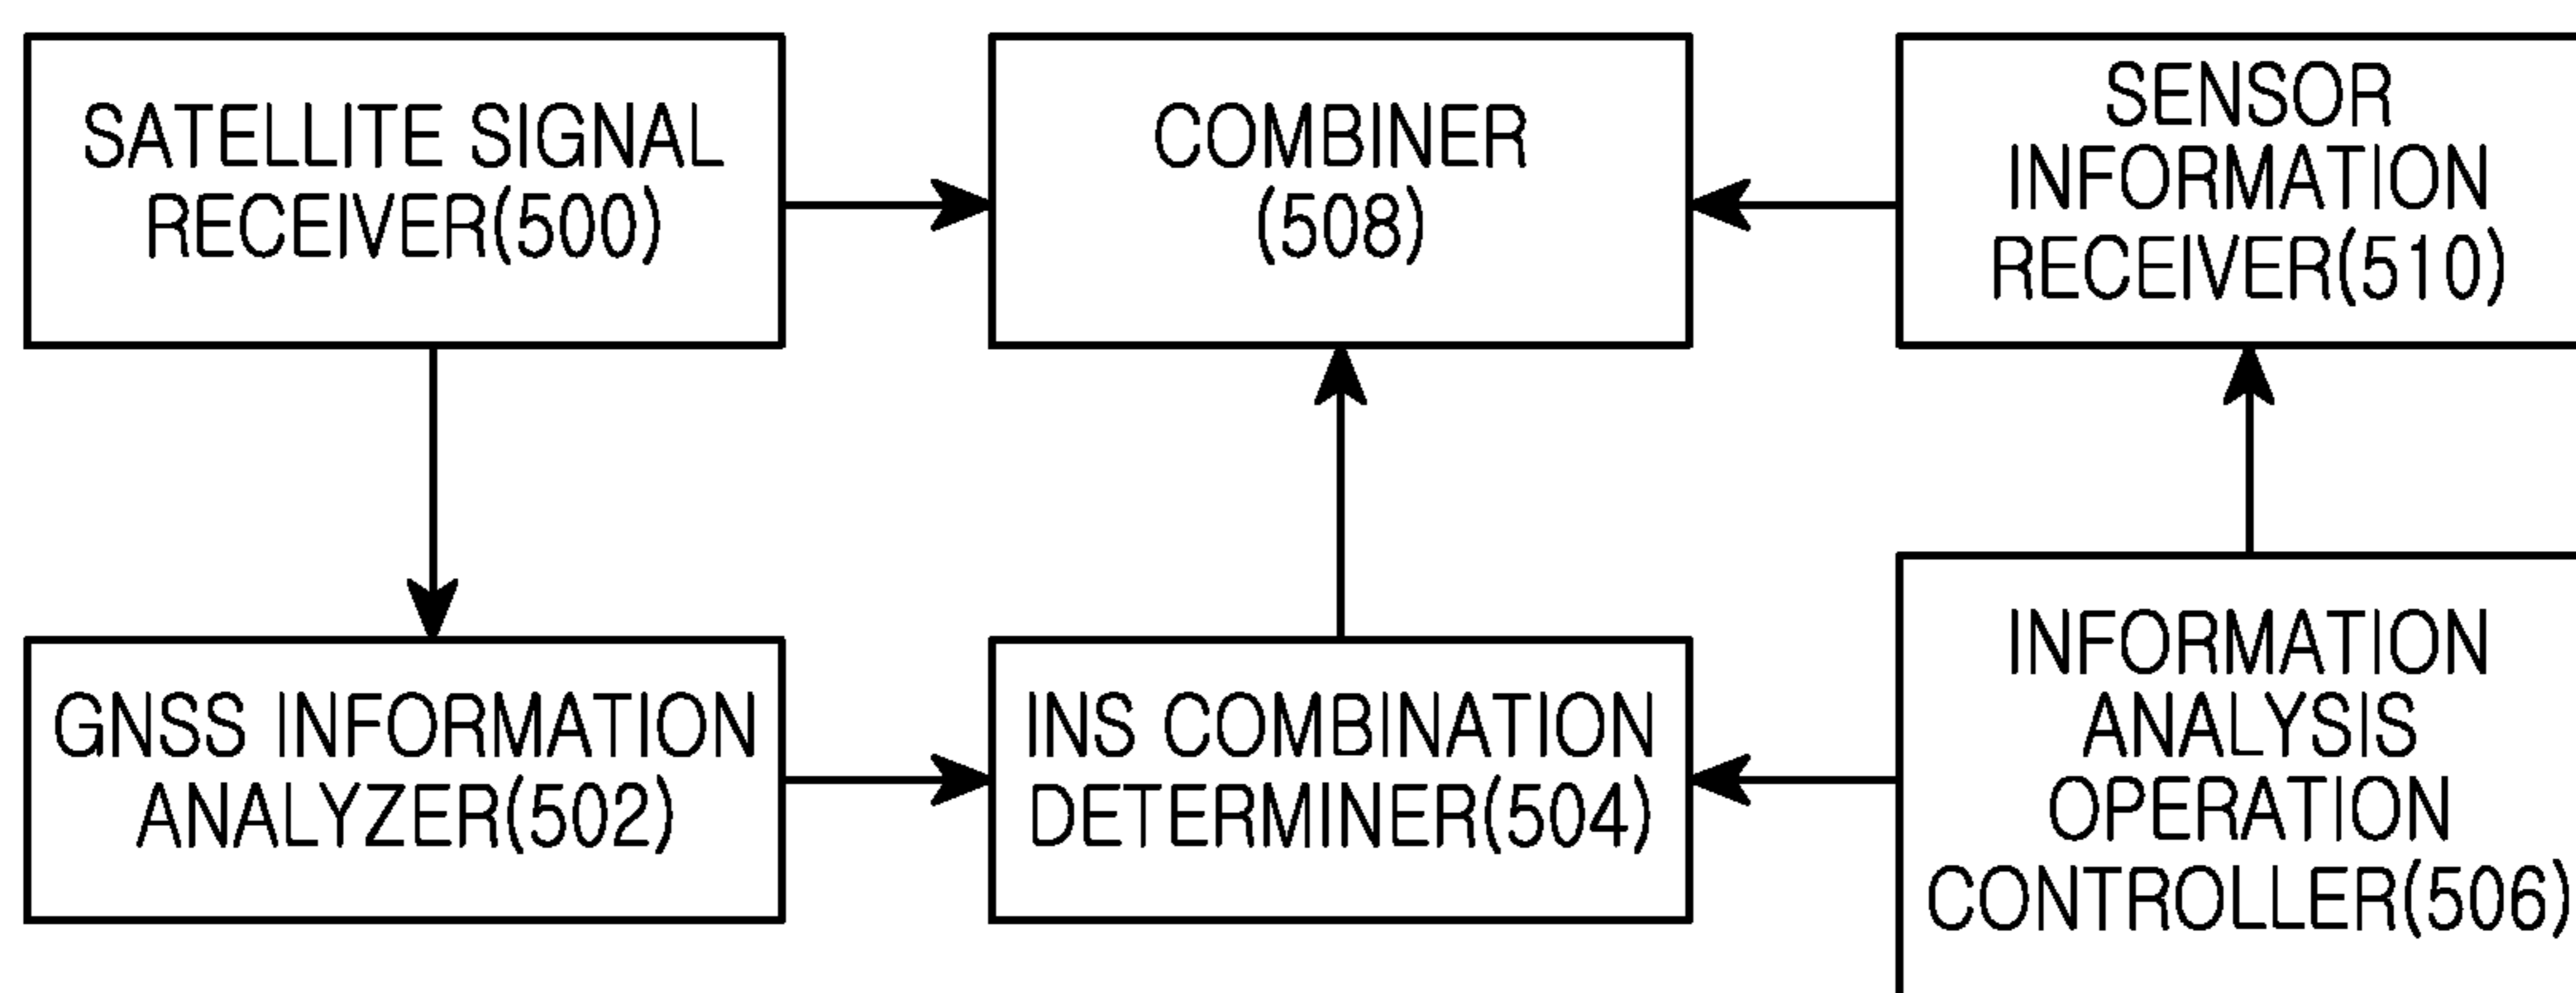 SATELLITE SIGNAL
RECEIVER(500)
COMBINER
(508)
SENSOR
INFORMATION
RECEIVER(510)
GNSS INFORMATION
ANALYZER(502)
INS COMBINATION
DETERMINER(504)
INFORMATION
ANALYSIS
OPERATION
CONTROLLER(506)